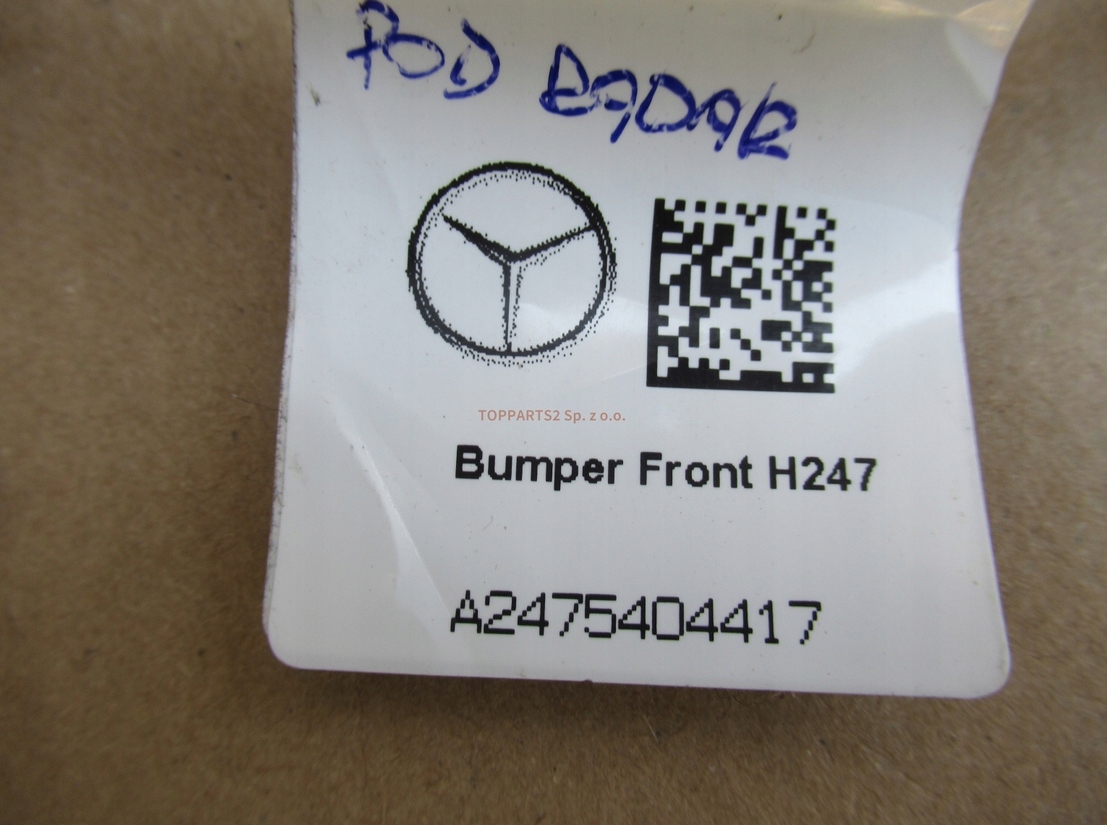 POD RADAR
TOPPARTS2 Sp. z o.o.
Bumper Front H247
A2475404417